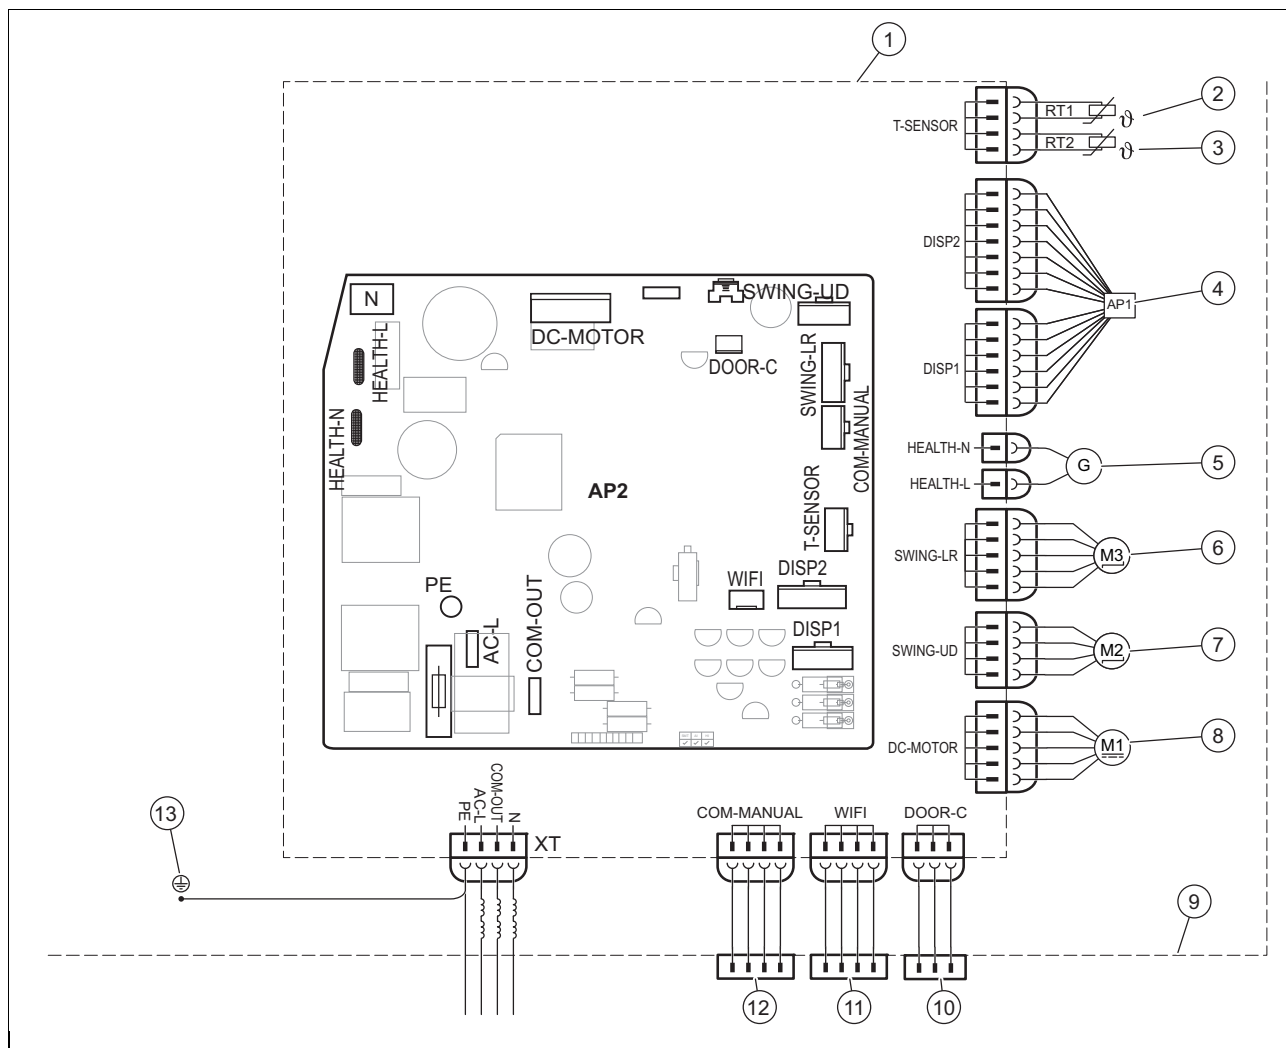 1
T-SENSOR
RT1
ϑ
2
RT2
ϑ
3
DISP2
AP1
4
DISP1
HEALTH-N
G
5
HEALTH-L
SWING-LR
M3
6
SWING-UD
M2
7
DC-MOTOR
M1
8
N
HEALTH-L
HEALTH-N
DC-MOTOR
SWING-UD
DOOR-C
SWING-LR
COM-MANUAL
AP2
T-SENSOR
WIFI
DISP2
DISP1
PE
AC-L
COM-OUT
PE
AC-L
COM-OUT
N
XT
COM-MANUAL
WIFI
DOOR-C
13
9
12
11
10